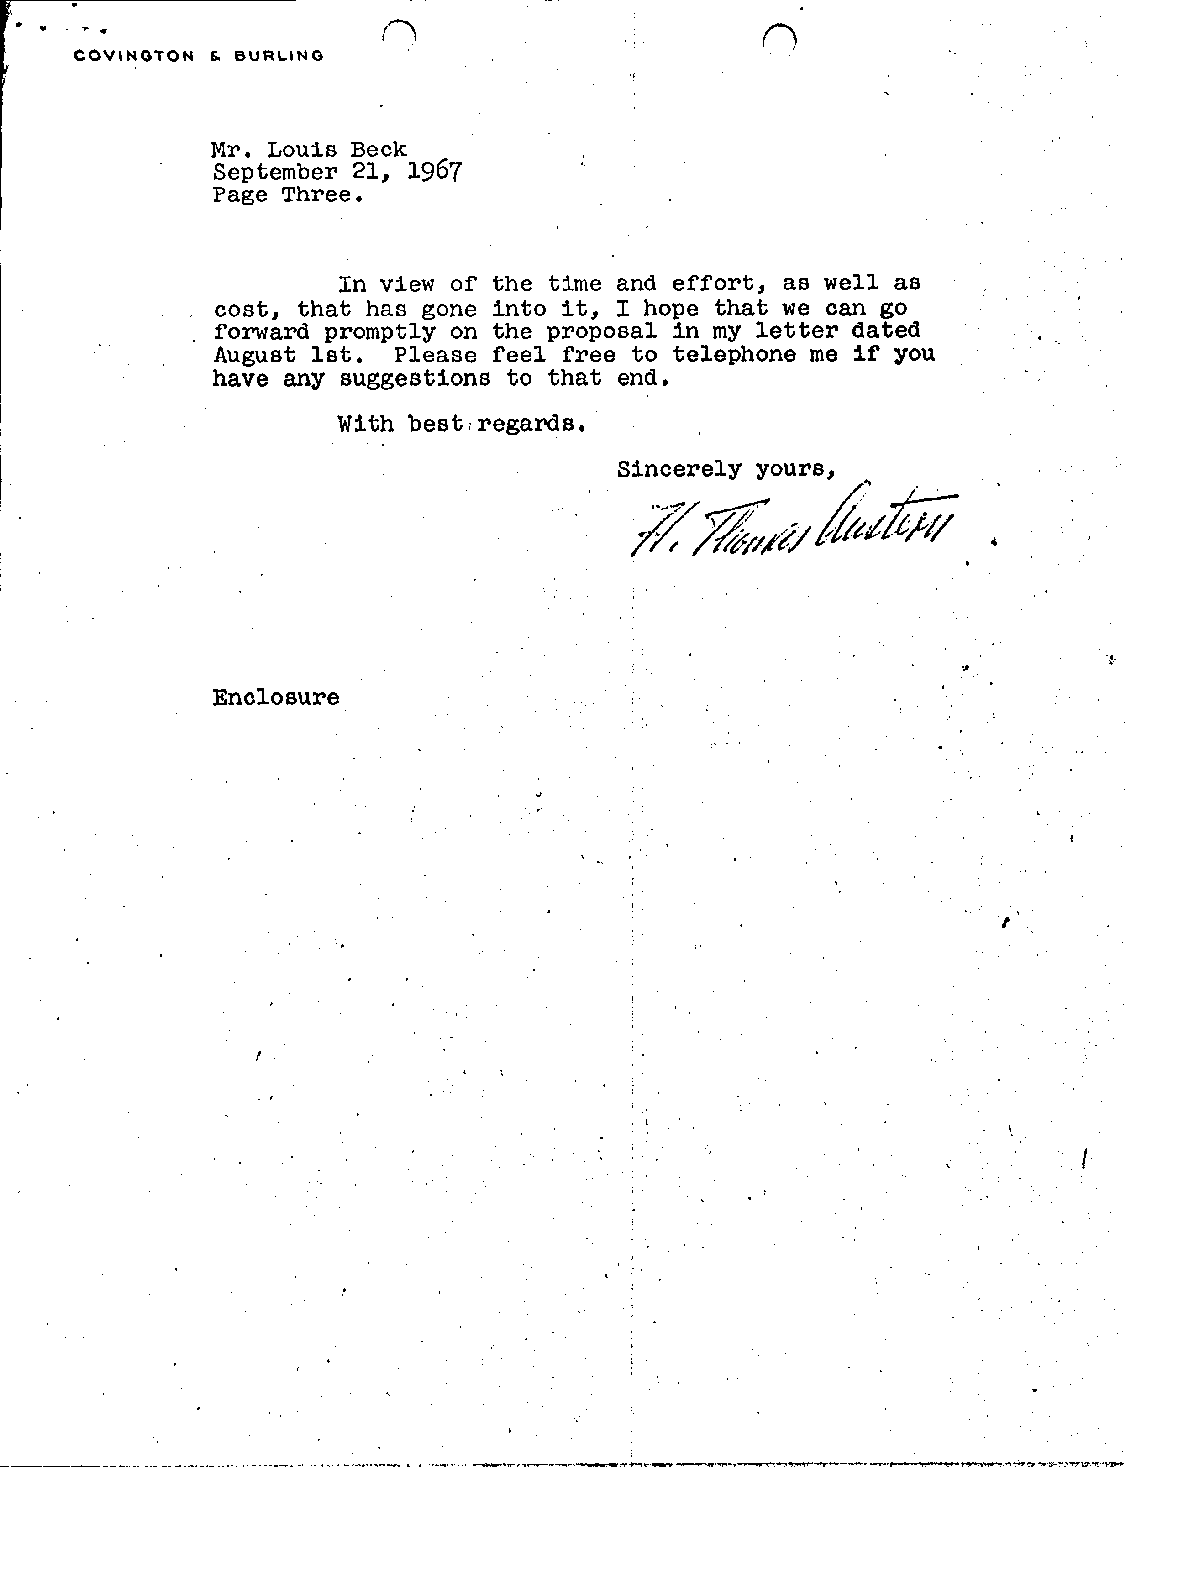 COVINGTON & BURLING
Mr. Louis Beck
September 21, 1967
Page Three.
In view of the time and effort, as well as
cost, that has gone into it, I hope that we can go
forward promptly on the proposal in my letter dated
August 1st. Please feel free to telephone me if you
have any suggestions to that end.
With best regards.
Sincerely yours,
H. Thomas Austern
Enclosure